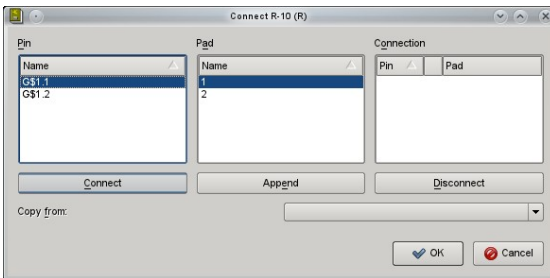 Connect R-10 (R)
Pin Pad Connection
Name Name Pin Pad
G$1.1 1
G$1.2 2
Connect Append Disconnect
Copy from:
OK Cancel